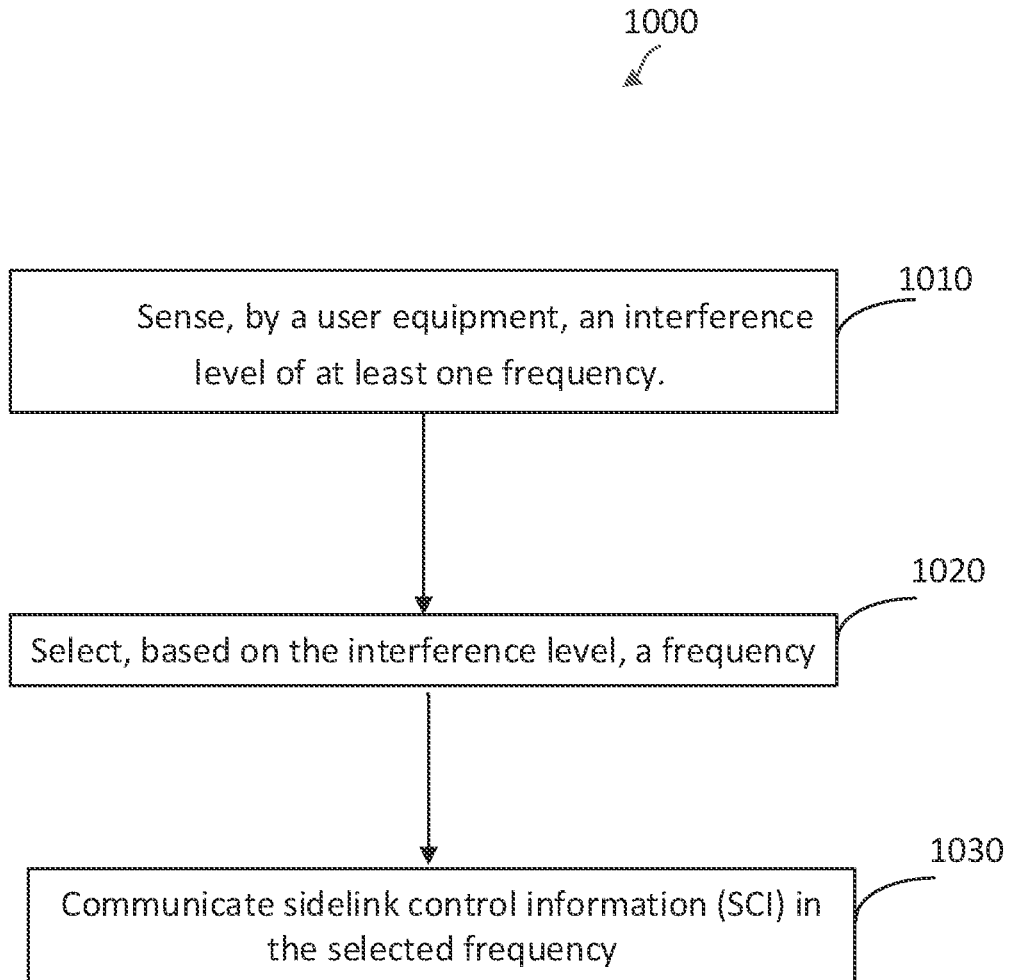 1000
1010
Sense, by a user equipment, an interference
level of at least one frequency.
1020
Select, based on the interference level, a frequency
1030
Communicate sidelink control information (SCI) in
the selected frequency